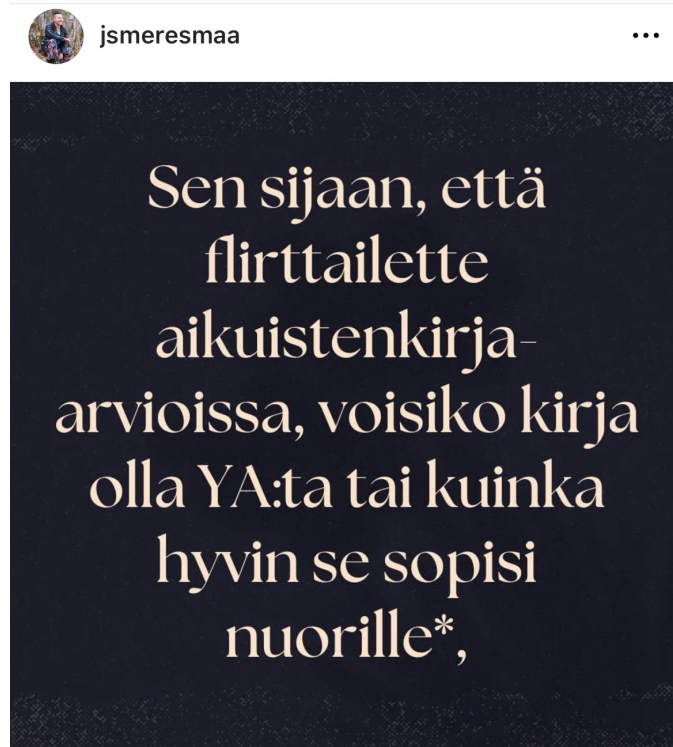 jsmeresmaa
Sen sijaan, että
flirttailette
aikuistenkirja-
arvioissa, voisiko kirja
olla YA:ta tai kuinka
hyvin se sopisi
nuorille*,